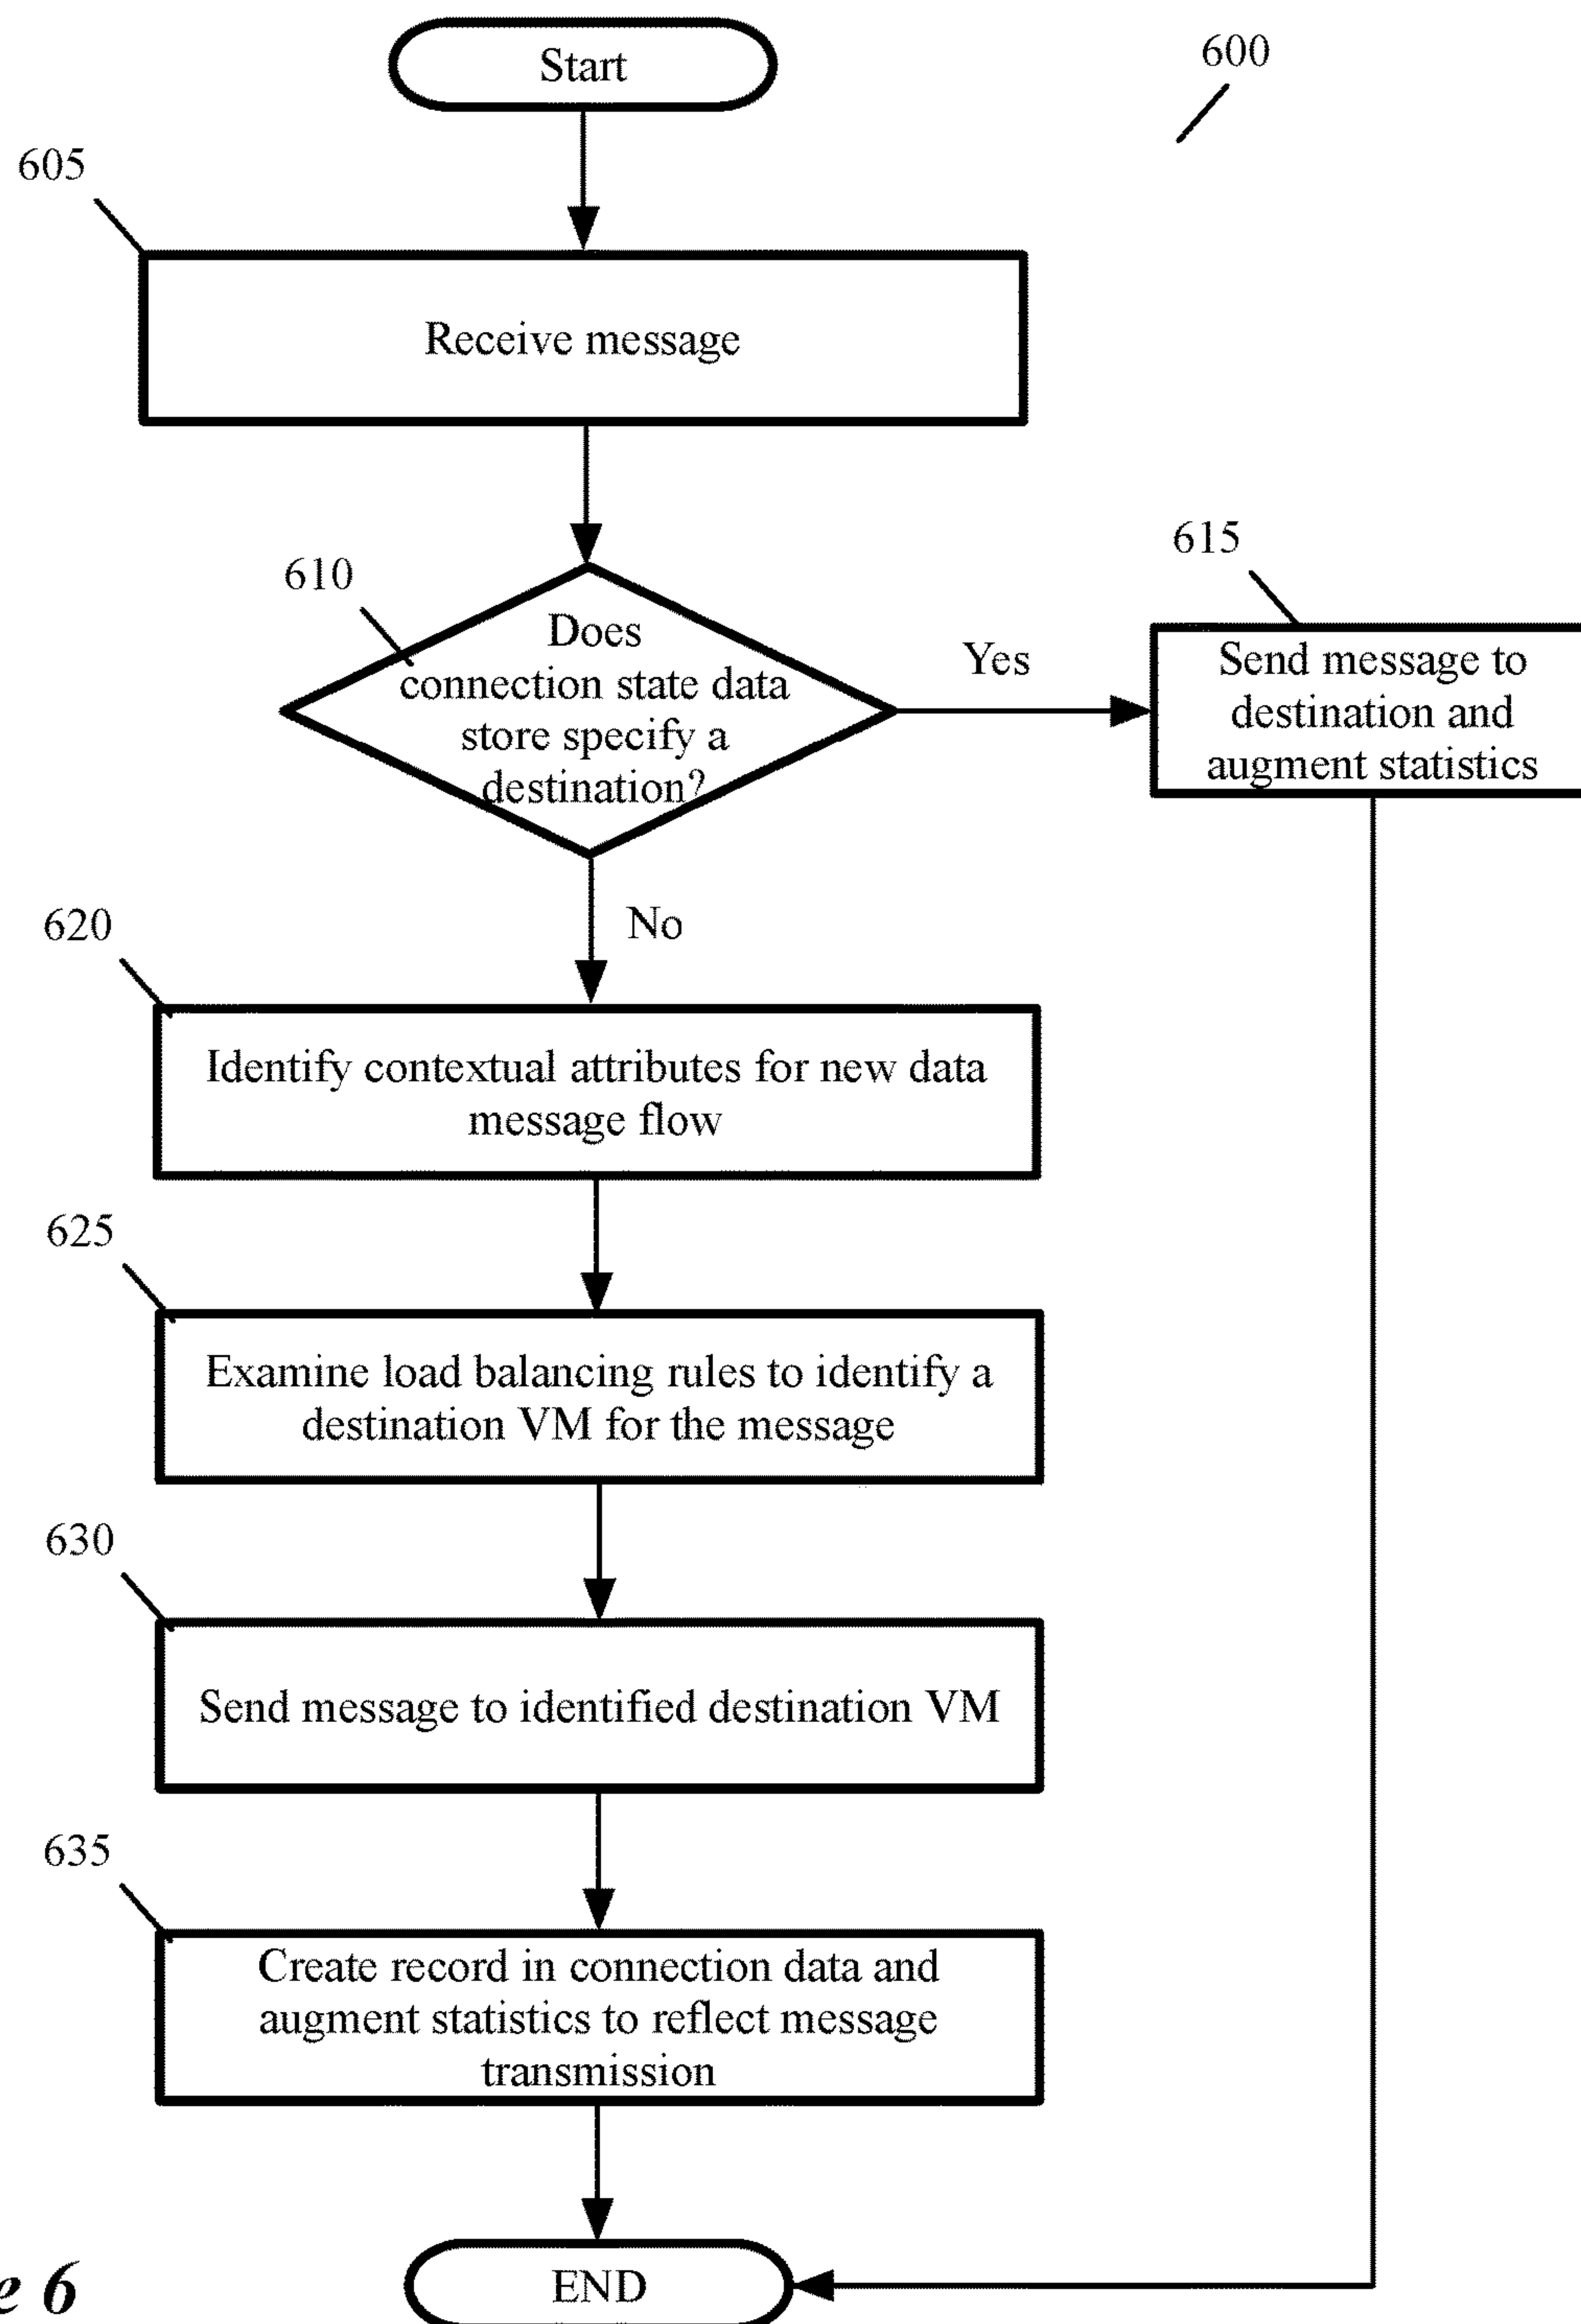 Start
600
605
Receive message
610
Does
connection state data
store specify a
destination?
Yes
615
Send message to
destination and
augment statistics
No
620
Identify contextual attributes for new data
message flow
625
Examine load balancing rules to identify a
destination VM for the message
630
Send message to identified destination VM
635
Create record in connection data and
augment statistics to reflect message
transmission
END
e 6